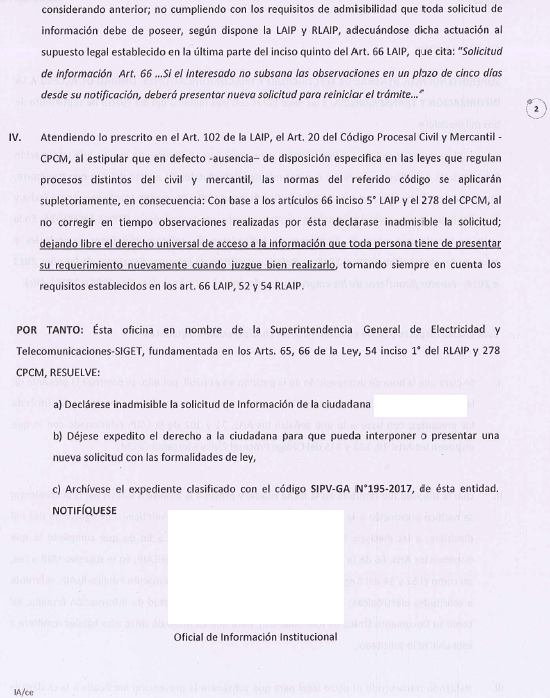 considerando anterior; no cumpliendo con los requisitos de admisibilidad que toda solicitud de
información debe de poseer, según dispone la LAIP y RLAIP, adecuándose dicha actuación al
supuesto legal establecido en la última parte del inciso quinto del Art. 66 LAIP, que cita: "Solicitud
de información Art. 66 ...Si el interesado no subsana las observaciones en un plazo de cinco días
desde su notificación, deberá presentar nueva solicitud para reiniciar el trámite..."
2
IV. Atendiendo lo prescrito en el Art. 102 de la LAIP, el Art. 20 del Código Procesal Civil y Mercantil -
CPCM, al estipular que en defecto -ausencia– de disposición especifica en las leyes que regulan
procesos distintos del civil y mercantil, las normas del referido código se aplicarán
supletoriamente, en consecuencia: Con base a los artículos 66 inciso 5° LAIP y el 278 del CPCM, al
no corregir en tiempo observaciones realizadas por ésta declarase inadmisible la solicitud;
dejando libre el derecho universal de acceso a la información que toda persona tiene de presentar
su requerimiento nuevamente cuando juzgue bien realizarlo, tomando siempre en cuenta los
requisitos establecidos en los art. 66 LAIP, 52 y 54 RLAIP.
POR TANTO: Ésta oficina en nombre de la Superintendencia General de Electricidad y
Telecomunicaciones-SIGET, fundamentada en los Arts. 65, 66 de la Ley, 54 inciso 1° del RLAIP y 278
CPCM, RESUELVE:
a) Declárese inadmisible la solicitud de Información de la ciudadana
b) Déjese expedito el derecho a la ciudadana para que pueda interponer o presentar una
nueva solicitud con las formalidades de ley,
c) Archívese el expediente clasificado con el código SIPV-GA N°195-2017, de ésta entidad.
NOTIFÍQUESE
Oficial de Información Institucional
IA/ce